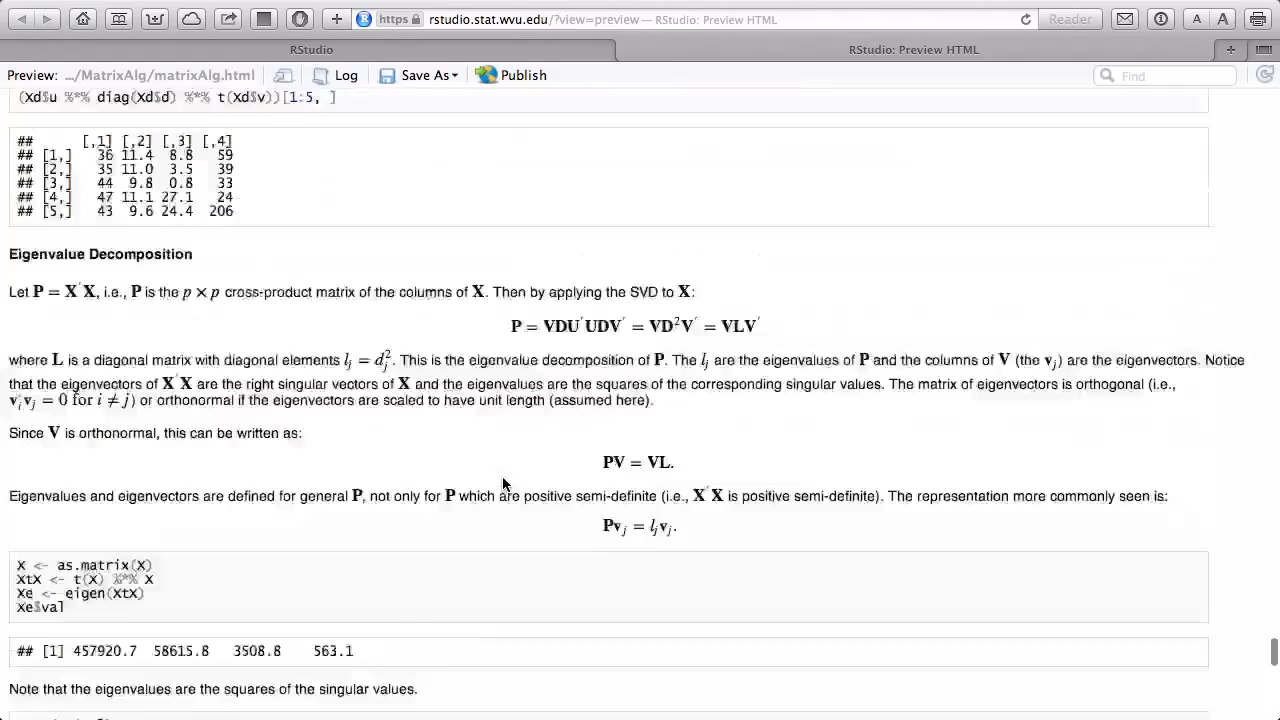 https rstudio.stat.wvu.edu/?view=preview — RStudio: Preview HTML Reader A A
RStudio RStudio: Preview HTML
Preview: .../MatrixAlg/matrixAlg.html Log Save As Publish Find
(Xd$u %*% diag(Xd$d) %*% t(Xd$v))[1:5, ]
## [,1] [,2] [,3] [,4]
## [1,] 36 11.4 8.8 59
## [2,] 35 11.0 3.5 39
## [3,] 44 9.8 0.8 33
## [4,] 47 11.1 27.1 24
## [5,] 43 9.6 24.4 206
Eigenvalue Decomposition
Let P = X′X, i.e., P is the p × p cross-product matrix of the columns of X. Then by applying the SVD to X:
P = VDU′UDV′ = VD²V′ = VLV′
where L is a diagonal matrix with diagonal elements l_j = d_j². This is the eigenvalue decomposition of P. The l_j are the eigenvalues of P and the columns of V (the v_j) are the eigenvectors. Notice
that the eigenvectors of X′X are the right singular vectors of X and the eigenvalues are the squares of the corresponding singular values. The matrix of eigenvectors is orthogonal (i.e.,
v_i′v_j = 0 for i ≠ j) or orthonormal if the eigenvectors are scaled to have unit length (assumed here).
Since V is orthonormal, this can be written as:
PV = VL.
Eigenvalues and eigenvectors are defined for general P, not only for P which are positive semi-definite (i.e., X′X is positive semi-definite). The representation more commonly seen is:
Pv_j = l_jv_j.
X <- as.matrix(X)
XtX <- t(X) %*% X
Xe <- eigen(XtX)
Xe$val
## [1] 457920.7 58615.8 3508.8 563.1
Note that the eigenvalues are the squares of the singular values.